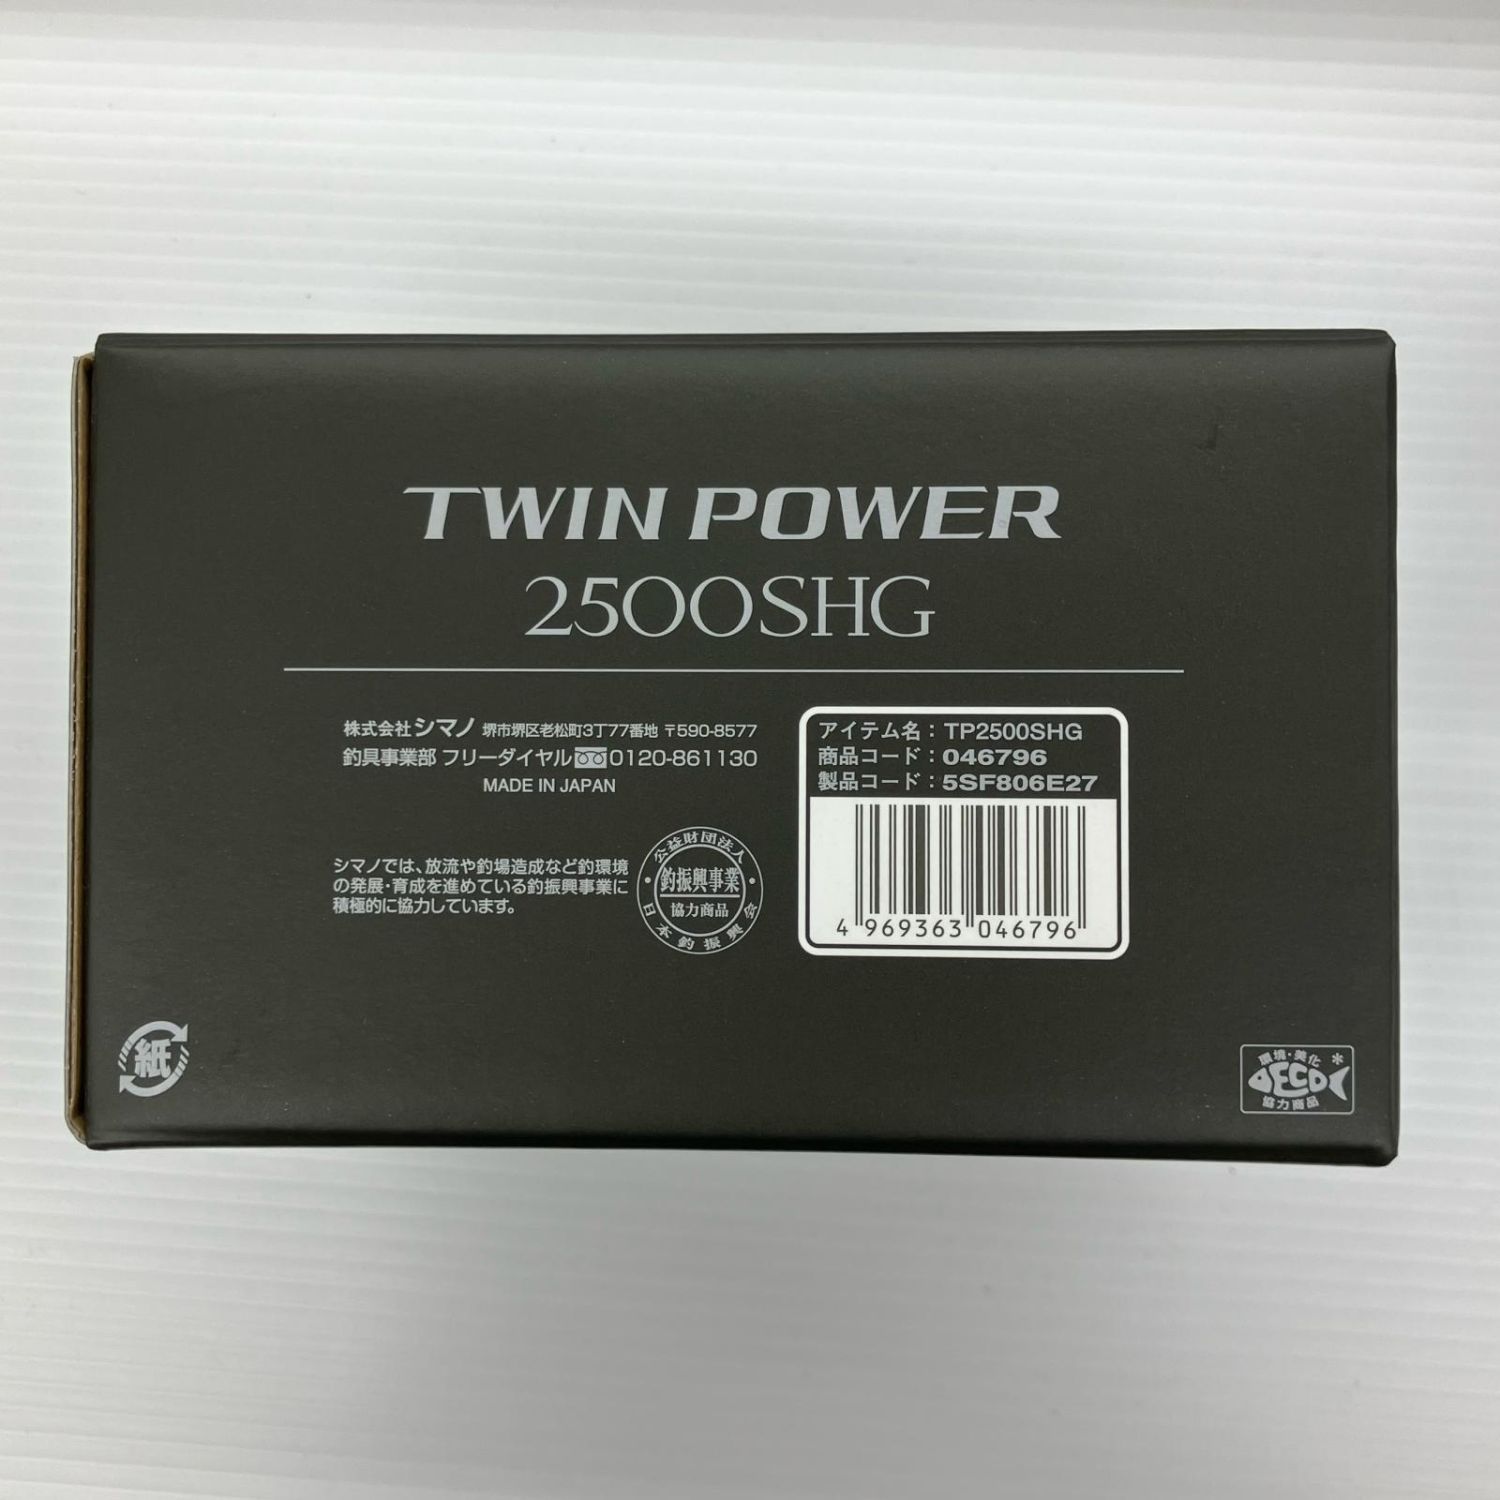 TWIN POWER
2500SHG
株式会社シマノ 堺市堺区老松町3丁77番地 〒590-8577
釣具事業部 フリーダイヤル 0120-861130
MADE IN JAPAN
シマノでは、放流や釣場造成など釣環境
の発展・育成を進めている釣振興事業に
積極的に協力しています。
公益財団法人
釣振興事業
協力商品
日本釣振興会
アイテム名：TP2500SHG
商品コード：046796
製品コード：5SF806E27
4 969363 046796
紙
環境・美化 *
DECO
協力商品